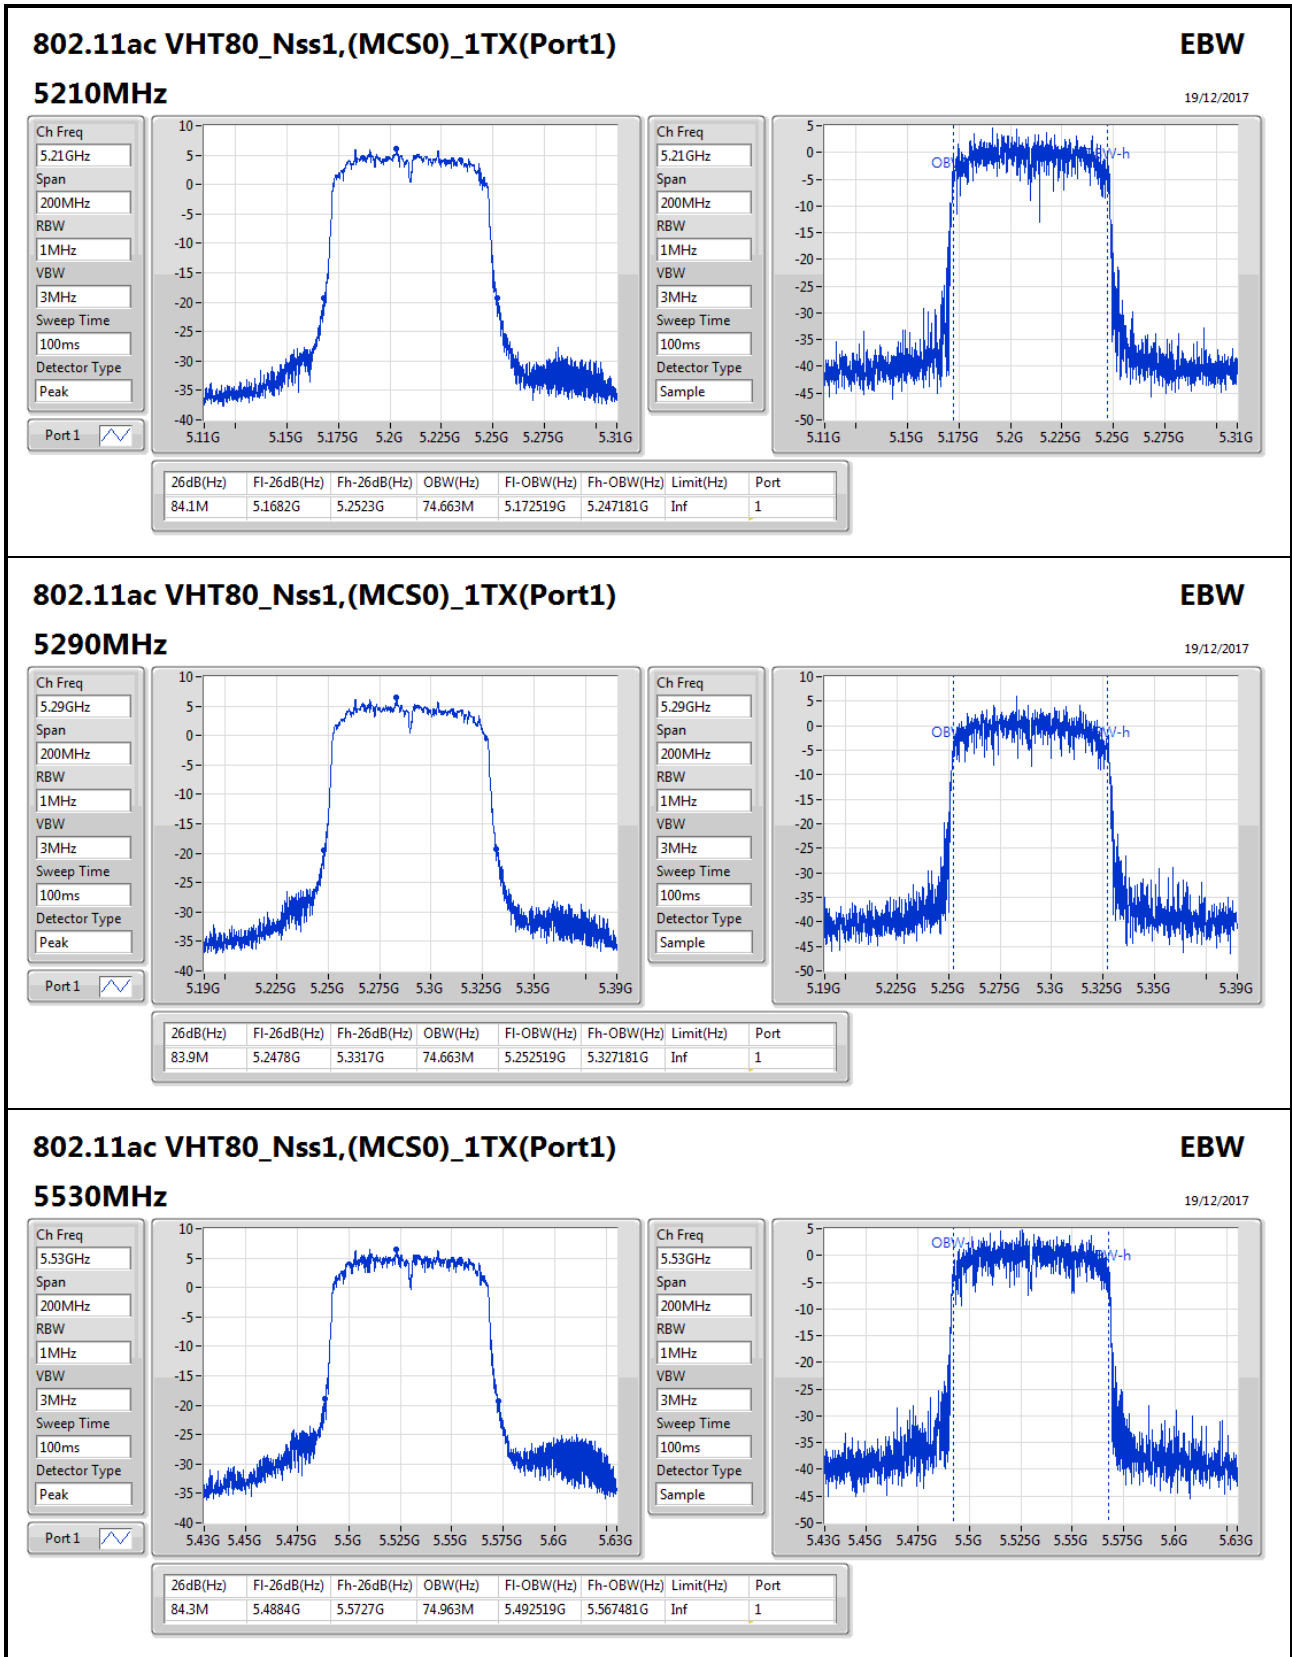 802.11ac VHT80_Nss1,(MCS0)_1TX(Port1) EBW
5210MHz 19/12/2017
Ch Freq
5.21GHz
Span
200MHz
RBW
1MHz
VBW
3MHz
Sweep Time
100ms
Detector Type
Peak
Port 1
10
5
0
-5
-10
-15
-20
-25
-30
-35
-40
5.11G 5.15G 5.175G 5.2G 5.225G 5.25G 5.275G 5.31G
Ch Freq
5.21GHz
Span
200MHz
RBW
1MHz
VBW
3MHz
Sweep Time
100ms
Detector Type
Sample
5
0
-5
-10
-15
-20
-25
-30
-35
-40
-45
-50
5.11G 5.15G 5.175G 5.2G 5.225G 5.25G 5.275G 5.31G
26dB(Hz) Fl-26dB(Hz) Fh-26dB(Hz) OBW(Hz) Fl-OBW(Hz) Fh-OBW(Hz) Limit(Hz) Port
84.1M 5.1682G 5.2523G 74.663M 5.172519G 5.247181G Inf 1
802.11ac VHT80_Nss1,(MCS0)_1TX(Port1) EBW
5290MHz 19/12/2017
Ch Freq
5.29GHz
Span
200MHz
RBW
1MHz
VBW
3MHz
Sweep Time
100ms
Detector Type
Peak
Port 1
10
5
0
-5
-10
-15
-20
-25
-30
-35
-40
5.19G 5.225G 5.25G 5.275G 5.3G 5.325G 5.35G 5.39G
Ch Freq
5.29GHz
Span
200MHz
RBW
1MHz
VBW
3MHz
Sweep Time
100ms
Detector Type
Sample
10
5
0
-5
-10
-15
-20
-25
-30
-35
-40
-45
-50
5.19G 5.225G 5.25G 5.275G 5.3G 5.325G 5.35G 5.39G
26dB(Hz) Fl-26dB(Hz) Fh-26dB(Hz) OBW(Hz) Fl-OBW(Hz) Fh-OBW(Hz) Limit(Hz) Port
83.9M 5.2478G 5.3317G 74.663M 5.252519G 5.327181G Inf 1
802.11ac VHT80_Nss1,(MCS0)_1TX(Port1) EBW
5530MHz 19/12/2017
Ch Freq
5.53GHz
Span
200MHz
RBW
1MHz
VBW
3MHz
Sweep Time
100ms
Detector Type
Peak
Port 1
10
5
0
-5
-10
-15
-20
-25
-30
-35
-40
5.43G 5.45G 5.475G 5.5G 5.525G 5.55G 5.575G 5.6G 5.63G
Ch Freq
5.53GHz
Span
200MHz
RBW
1MHz
VBW
3MHz
Sweep Time
100ms
Detector Type
Sample
5
0
-5
-10
-15
-20
-25
-30
-35
-40
-45
-50
5.43G 5.45G 5.475G 5.5G 5.525G 5.55G 5.575G 5.6G 5.63G
26dB(Hz) Fl-26dB(Hz) Fh-26dB(Hz) OBW(Hz) Fl-OBW(Hz) Fh-OBW(Hz) Limit(Hz) Port
84.3M 5.4884G 5.5727G 74.963M 5.492519G 5.567481G Inf 1